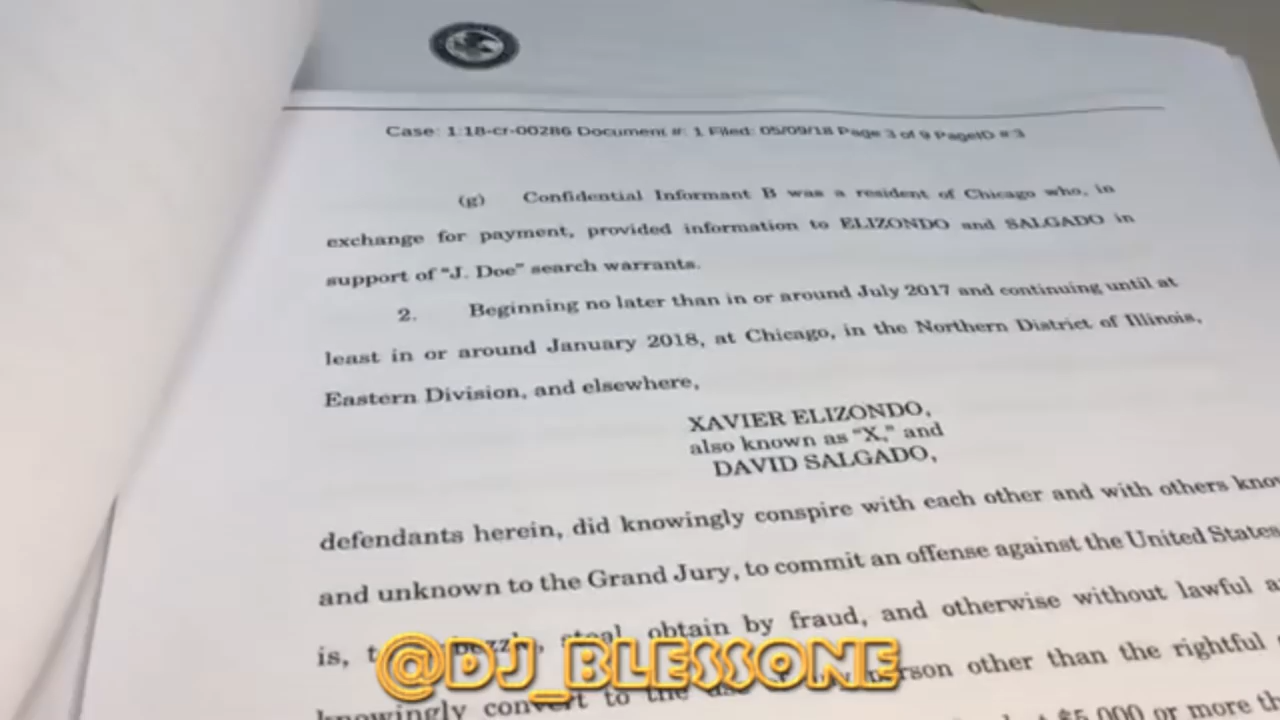 Case: 1:18-cr-00286 Document #: 1 Filed: 05/09/18 Page 3 of 9 PageID #:3
(g) Confidential Informant B was a resident of Chicago who, in
exchange for payment, provided information to ELIZONDO and SALGADO in
support of "J. Doe" search warrants.
2. Beginning no later than in or around July 2017 and continuing until at
least in or around January 2018, at Chicago, in the Northern District of Illinois,
Eastern Division, and elsewhere,
XAVIER ELIZONDO,
also known as "X," and
DAVID SALGADO,
defendants herein, did knowingly conspire with each other and with others
and unknown to the Grand Jury, to commit an offense against the United States
is, steal, obtain by fraud, and otherwise without lawful
@DJ_BLESSONE
knowingly convert to the use other than the rightful
$5,000 or more